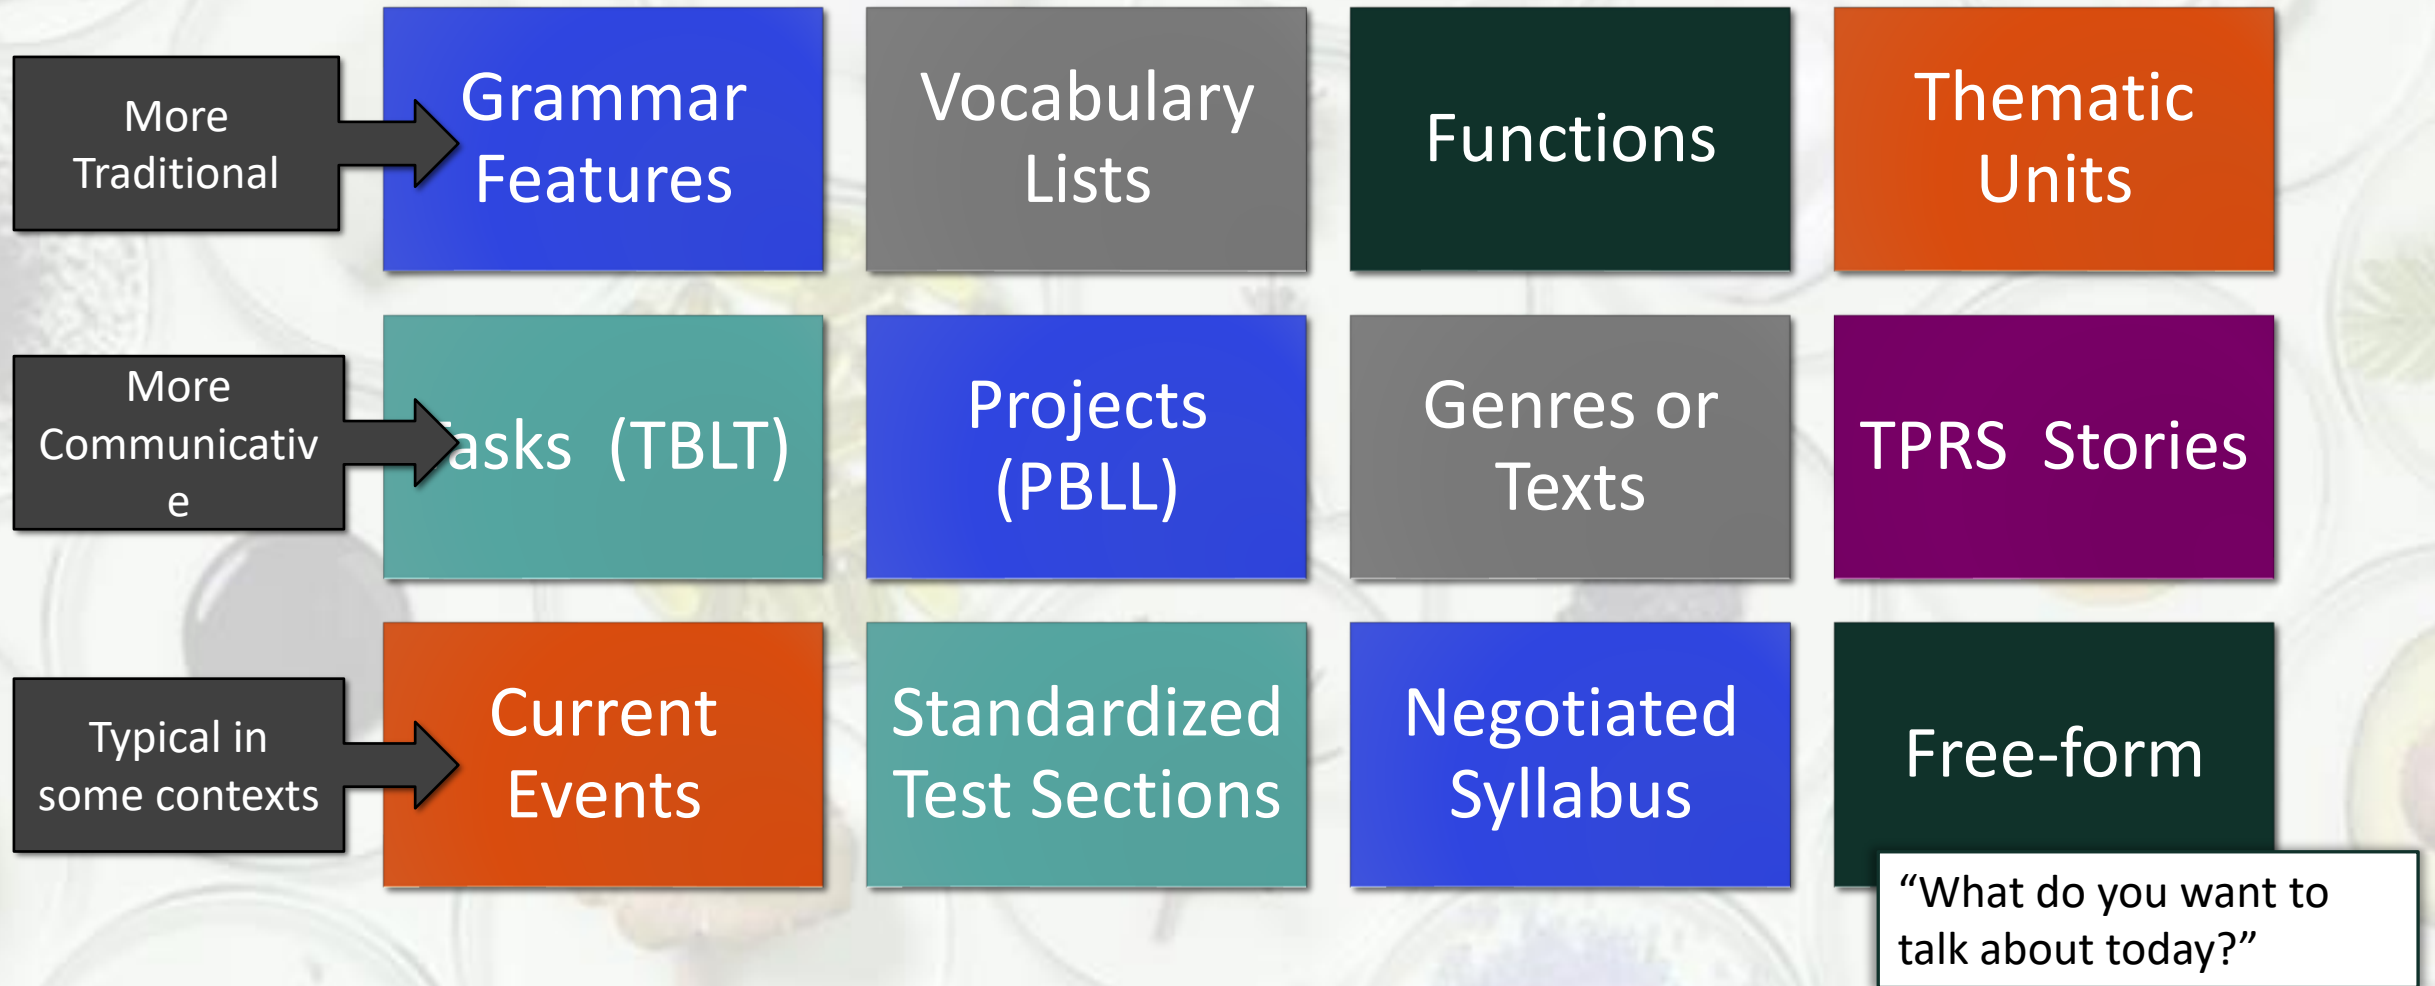 More
Traditional
Grammar
Features
Vocabulary
Lists
Functions
Thematic
Units
More
Communicativ
e
asks (TBLT)
Projects
(PBLL)
Genres or
Texts
TPRS Stories
Typical in
some contexts
Current
Events
Standardized
Test Sections
Negotiated
Syllabus
Free-form
“What do you want to
talk about today?”